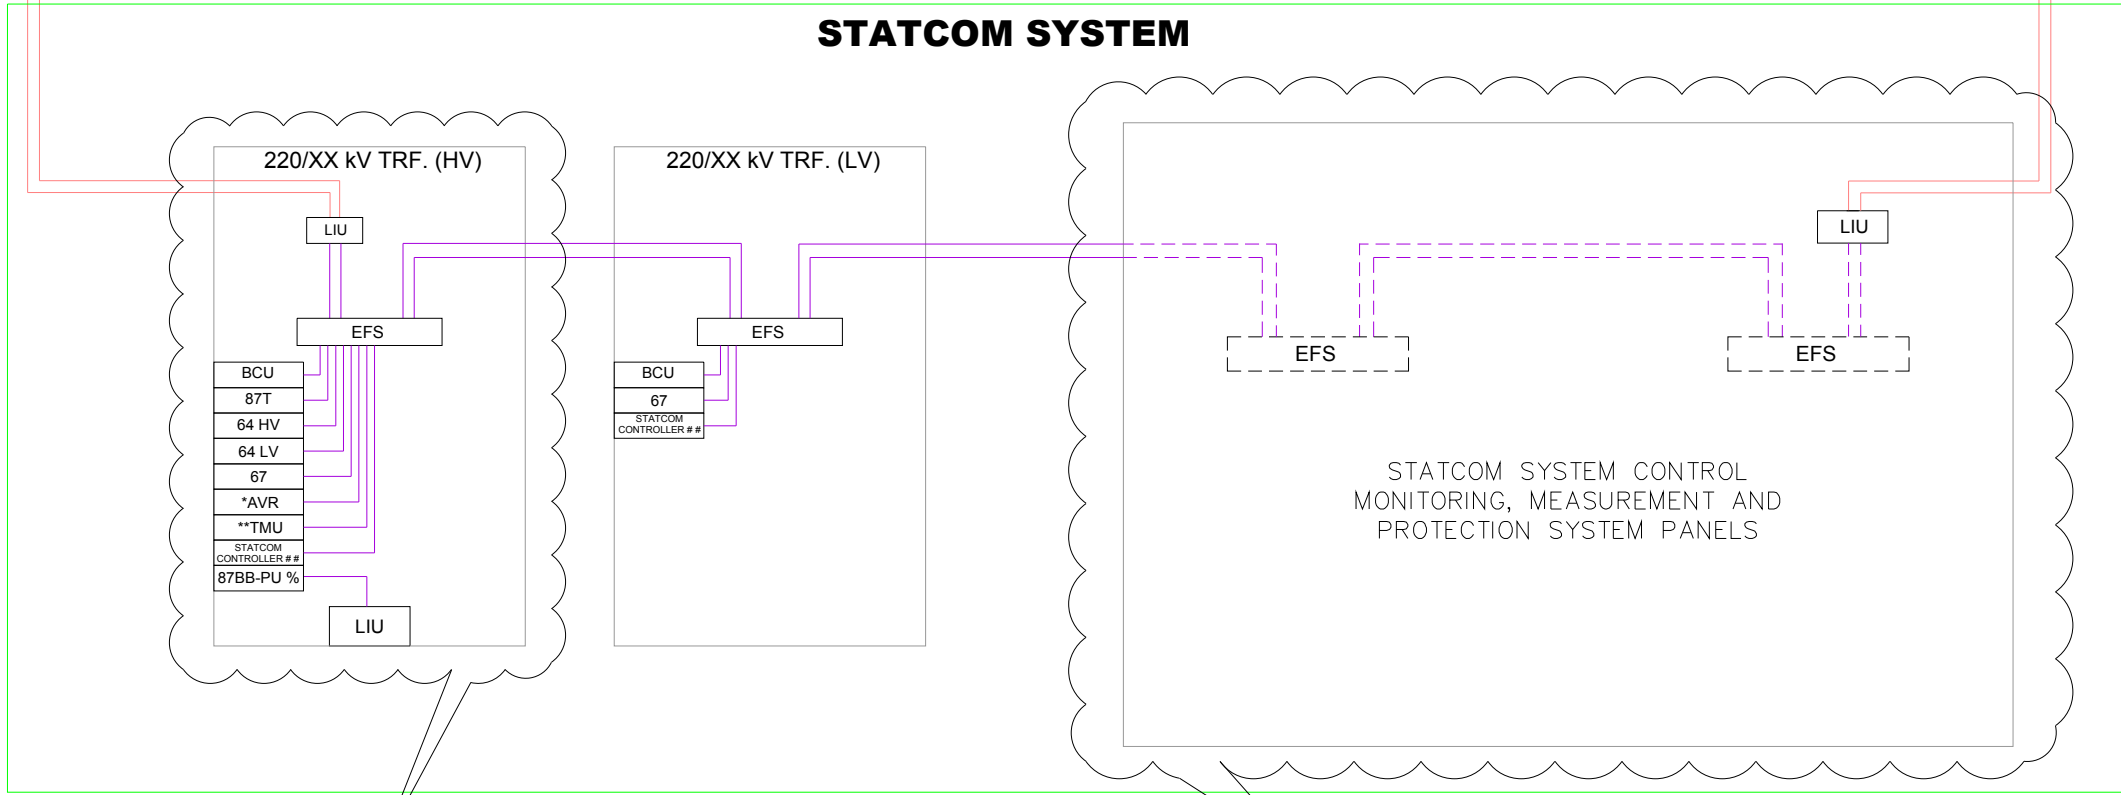 STATCOM SYSTEM
220/XX kV TRF. (HV)
LIU
EFS
BCU
87T
64 HV
64 LV
67
*AVR
**TMU
STATCOM
CONTROLLER # #
87BB-PU %
LIU
220/XX kV TRF. (LV)
EFS
BCU
67
STATCOM
CONTROLLER # #
LIU
EFS
EFS
STATCOM SYSTEM CONTROL
MONITORING, MEASUREMENT AND
PROTECTION SYSTEM PANELS